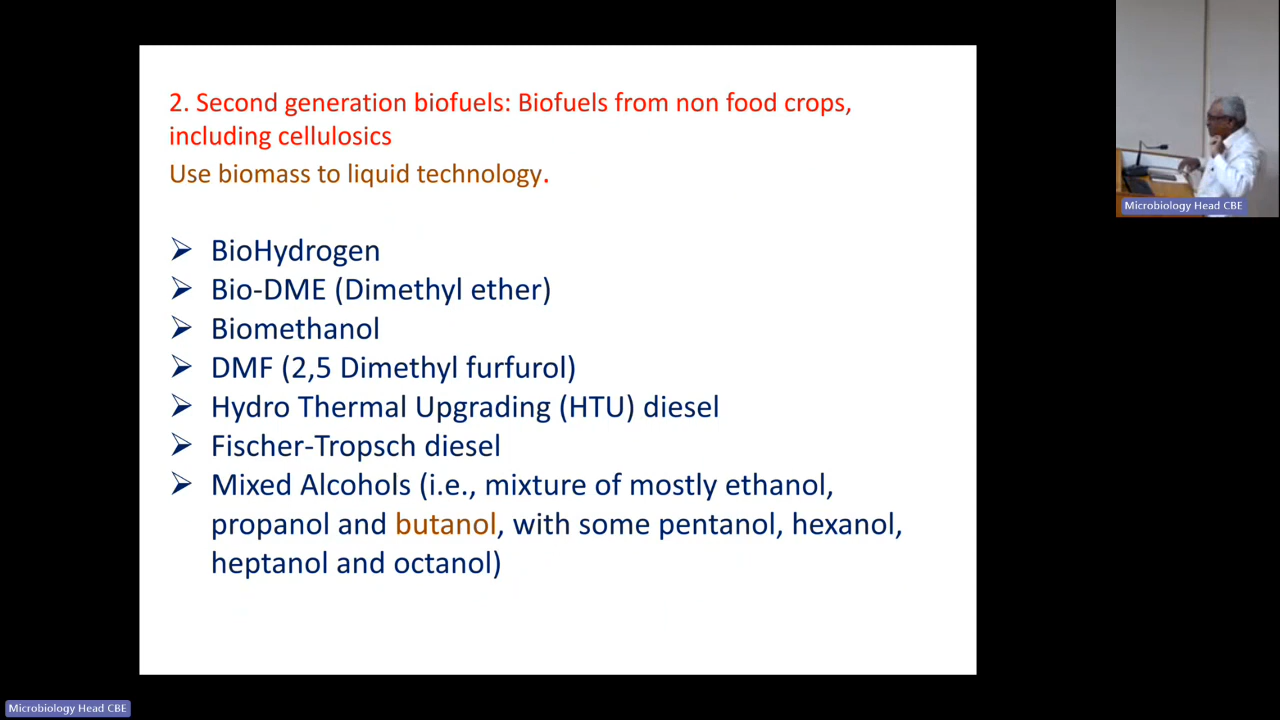 2. Second generation biofuels: Biofuels from non food crops,
including cellulosics
Use biomass to liquid technology.
➢ BioHydrogen
➢ Bio-DME (Dimethyl ether)
➢ Biomethanol
➢ DMF (2,5 Dimethyl furfurol)
➢ Hydro Thermal Upgrading (HTU) diesel
➢ Fischer-Tropsch diesel
➢ Mixed Alcohols (i.e., mixture of mostly ethanol,
propanol and butanol, with some pentanol, hexanol,
heptanol and octanol)
Microbiology Head CBE
Microbiology Head CBE